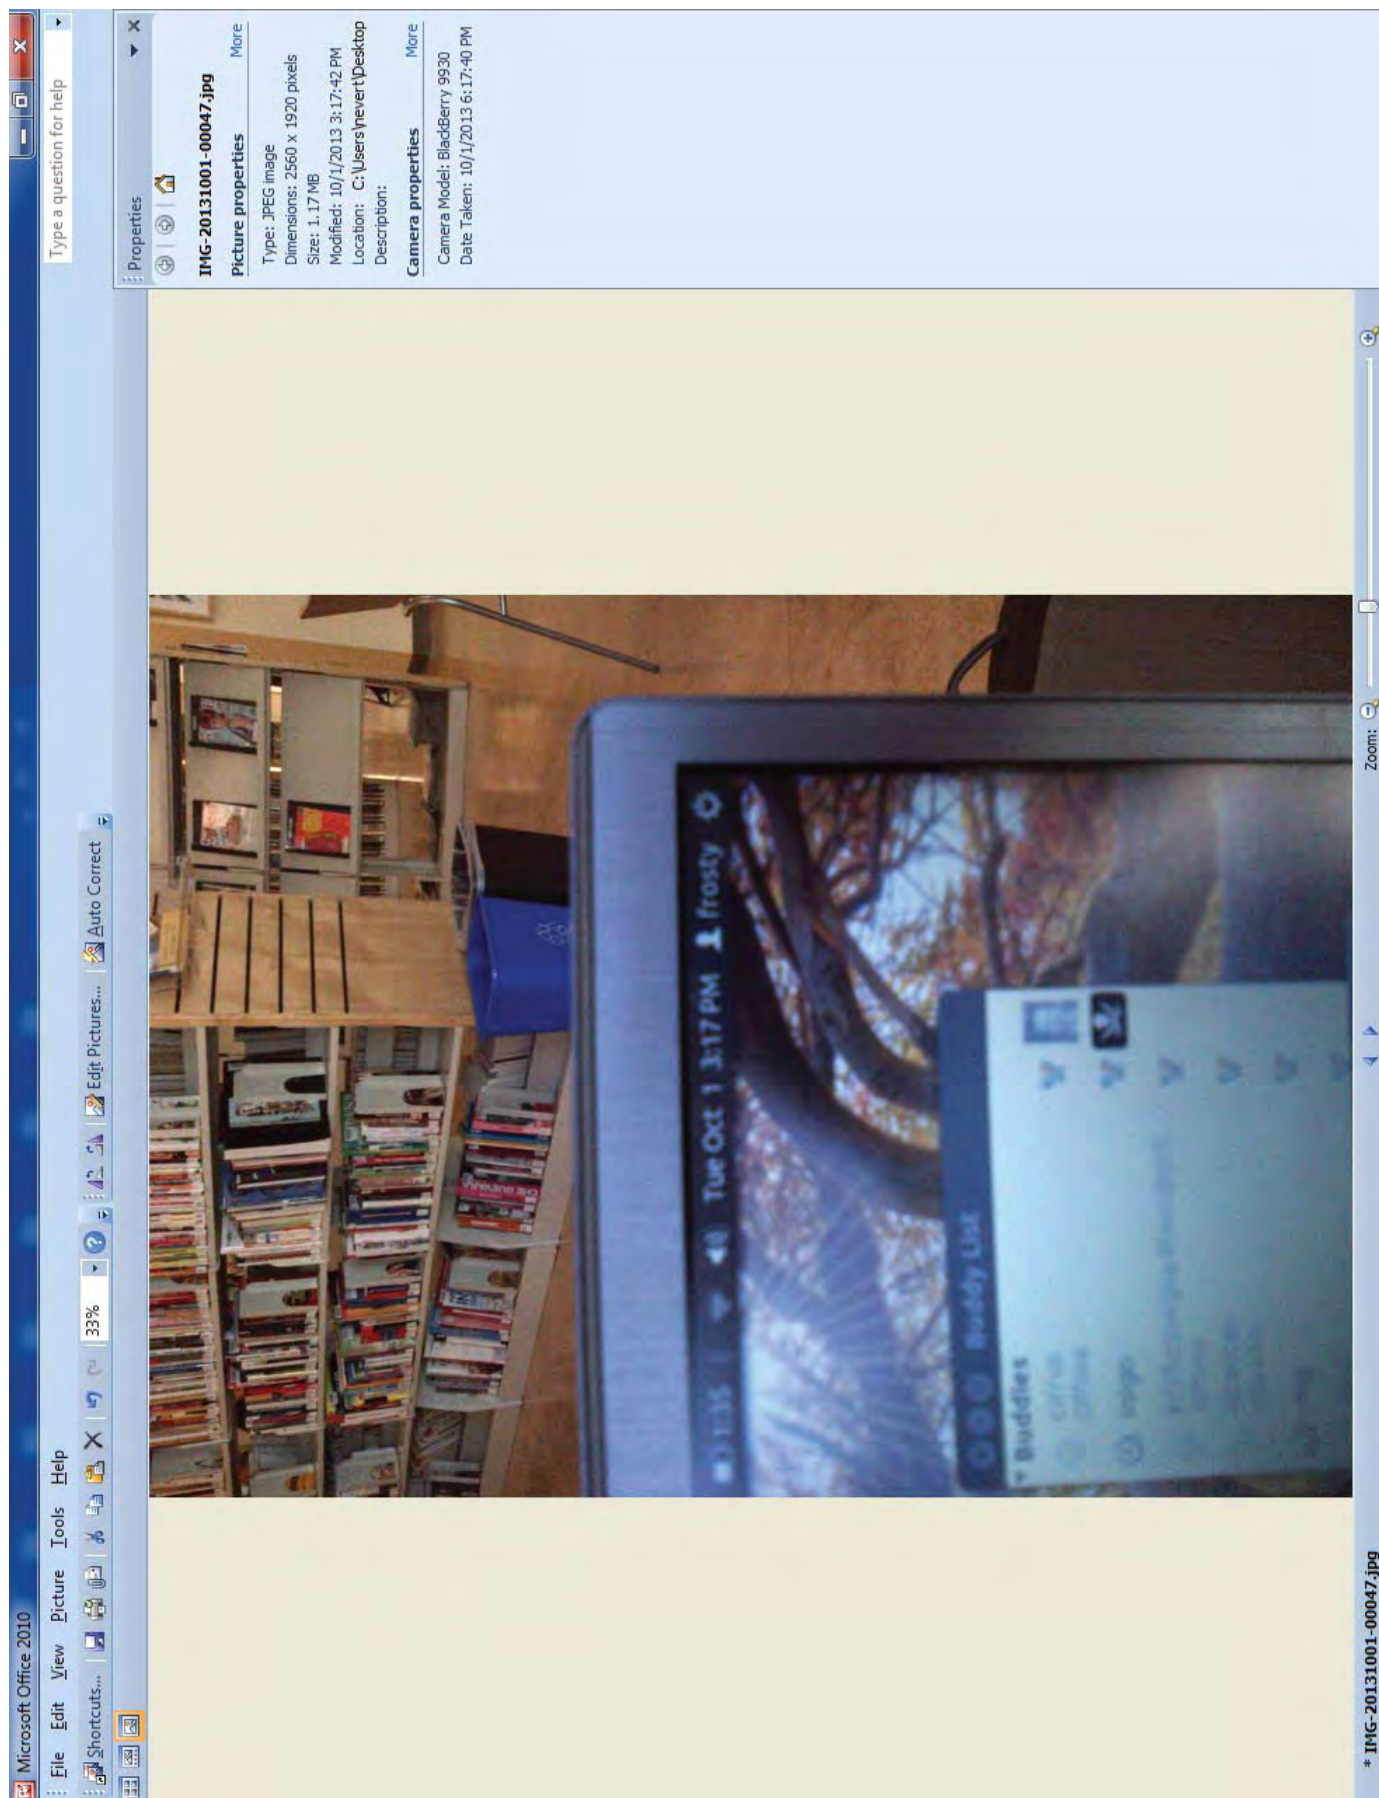 Microsoft Office 2010
File Edit View Picture Tools Help
Type a question for help
Shortcuts...
33%
Edit Pictures...
Auto Correct
Properties
IMG-20131001-00047.jpg
Picture properties More
Type: JPEG image
Dimensions: 2560 x 1920 pixels
Size: 1.17 MB
Modified: 10/1/2013 3:17:42 PM
Location: C:\Users\nevert\Desktop
Description:
Camera properties More
Camera Model: BlackBerry 9930
Date Taken: 10/1/2013 6:17:40 PM
Tue Oct 1 3:17 PM frosty
Buddy List
Buddies
CHE GUEVARA
* IMG-20131001-00047.jpg
Zoom: